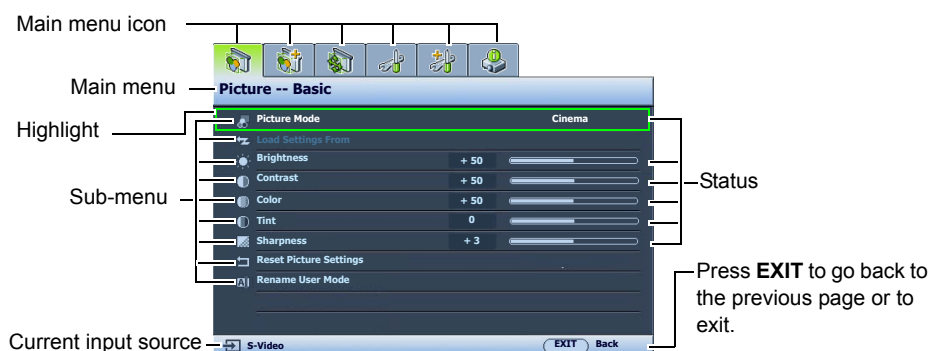 Main menu icon
Main menu
Picture -- Basic
Highlight
Picture Mode Cinema
Load Settings From
Brightness + 50
Contrast + 50
Color + 50
Tint 0
Sharpness + 3
Reset Picture Settings
Rename User Mode
Sub-menu
Status
Press EXIT to go back to
the previous page or to
exit.
Current input source
S-Video
EXIT Back